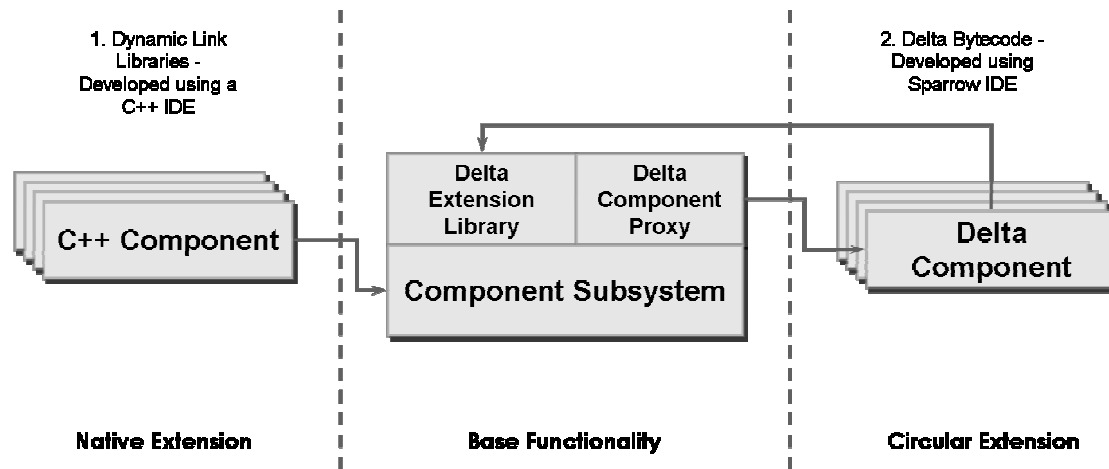 1. Dynamic Link
Libraries -
Developed using a
C++ IDE
2. Delta Bytecode -
Developed using
Sparrow IDE
C++ Component
Delta
Extension
Library
Delta
Component
Proxy
Component Subsystem
Delta
Component
Native Extension
Base Functionality
Circular Extension